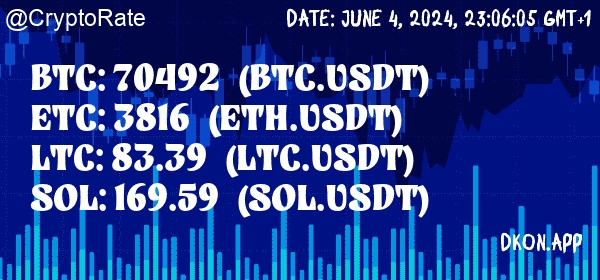 @CryptoRate
DATE: JUNE 4, 2024, 23:06:05 GMT+1
BTC: 70492 (BTC.USDT)
ETC: 3816 (ETH.USDT)
LTC: 83.39 (LTC.USDT)
SOL: 169.59 (SOL.USDT)
DKON.APP